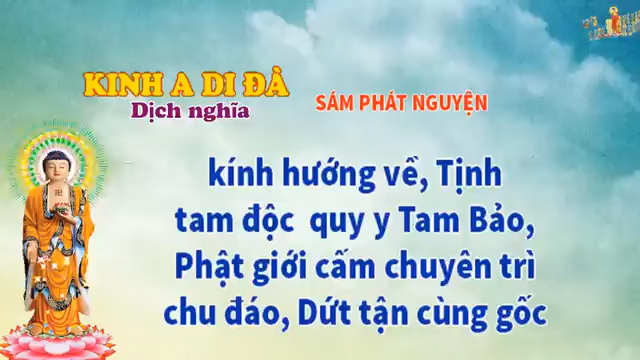 KINH A DI ĐÀ
Dịch nghĩa
SÁM PHÁT NGUYỆN
kính hướng về, Tịnh
tam độc quy y Tam Bảo,
Phật giới cấm chuyên trì
chu đáo, Dứt tận cùng gốc